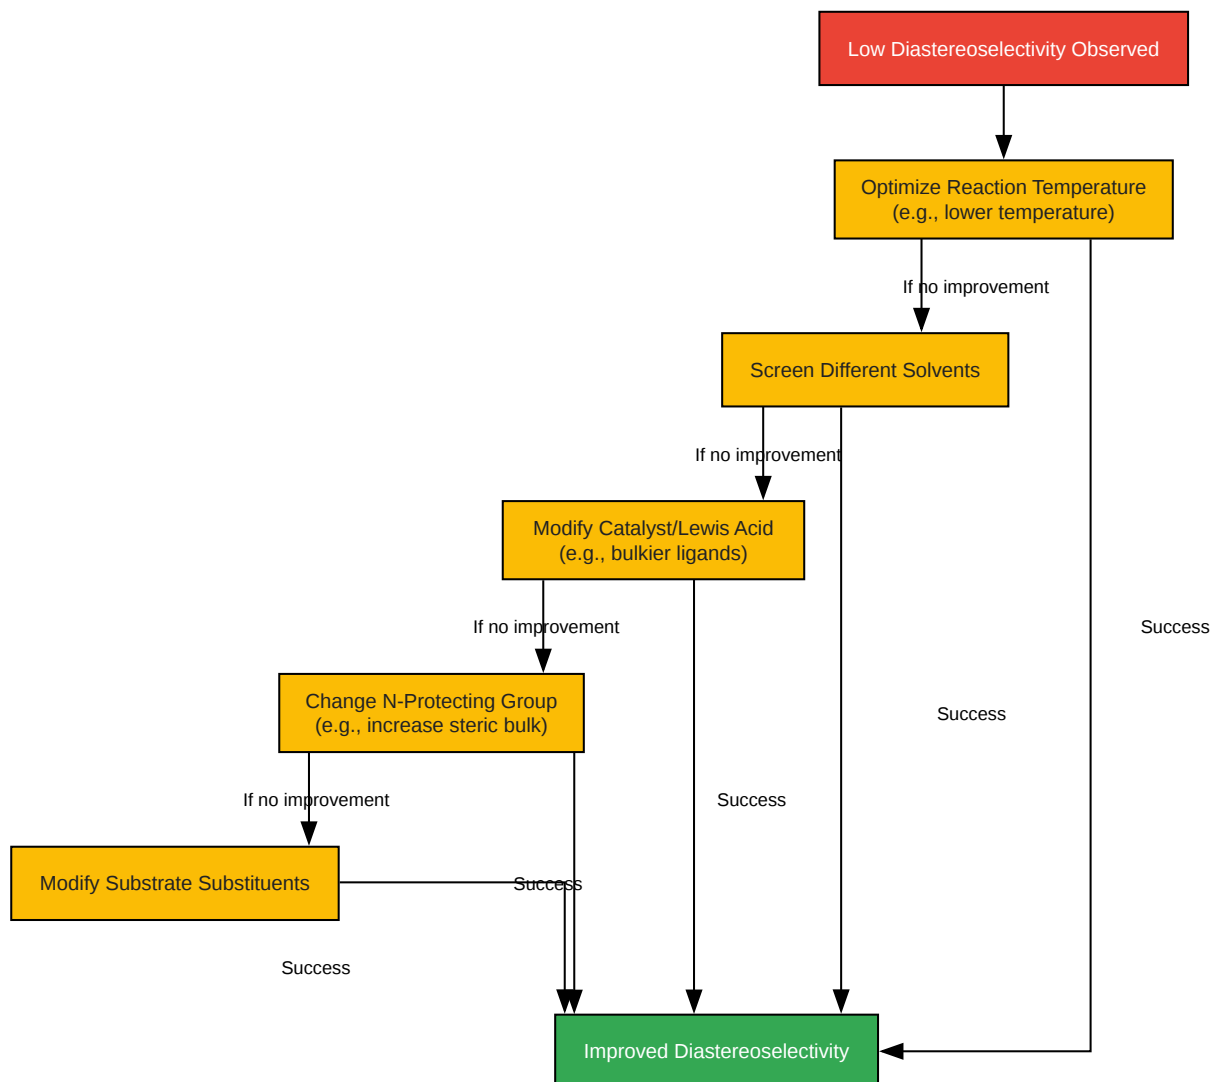 Low Diastereoselectivity Observed
Optimize Reaction Temperature
(e.g., lower temperature)
If no improvement
Screen Different Solvents
If no improvement
Modify Catalyst/Lewis Acid
(e.g., bulkier ligands)
If no improvement
Success
Change N-Protecting Group
(e.g., increase steric bulk)
Success
If no improvement
Success
Modify Substrate Substituents
Success
Success
Improved Diastereoselectivity